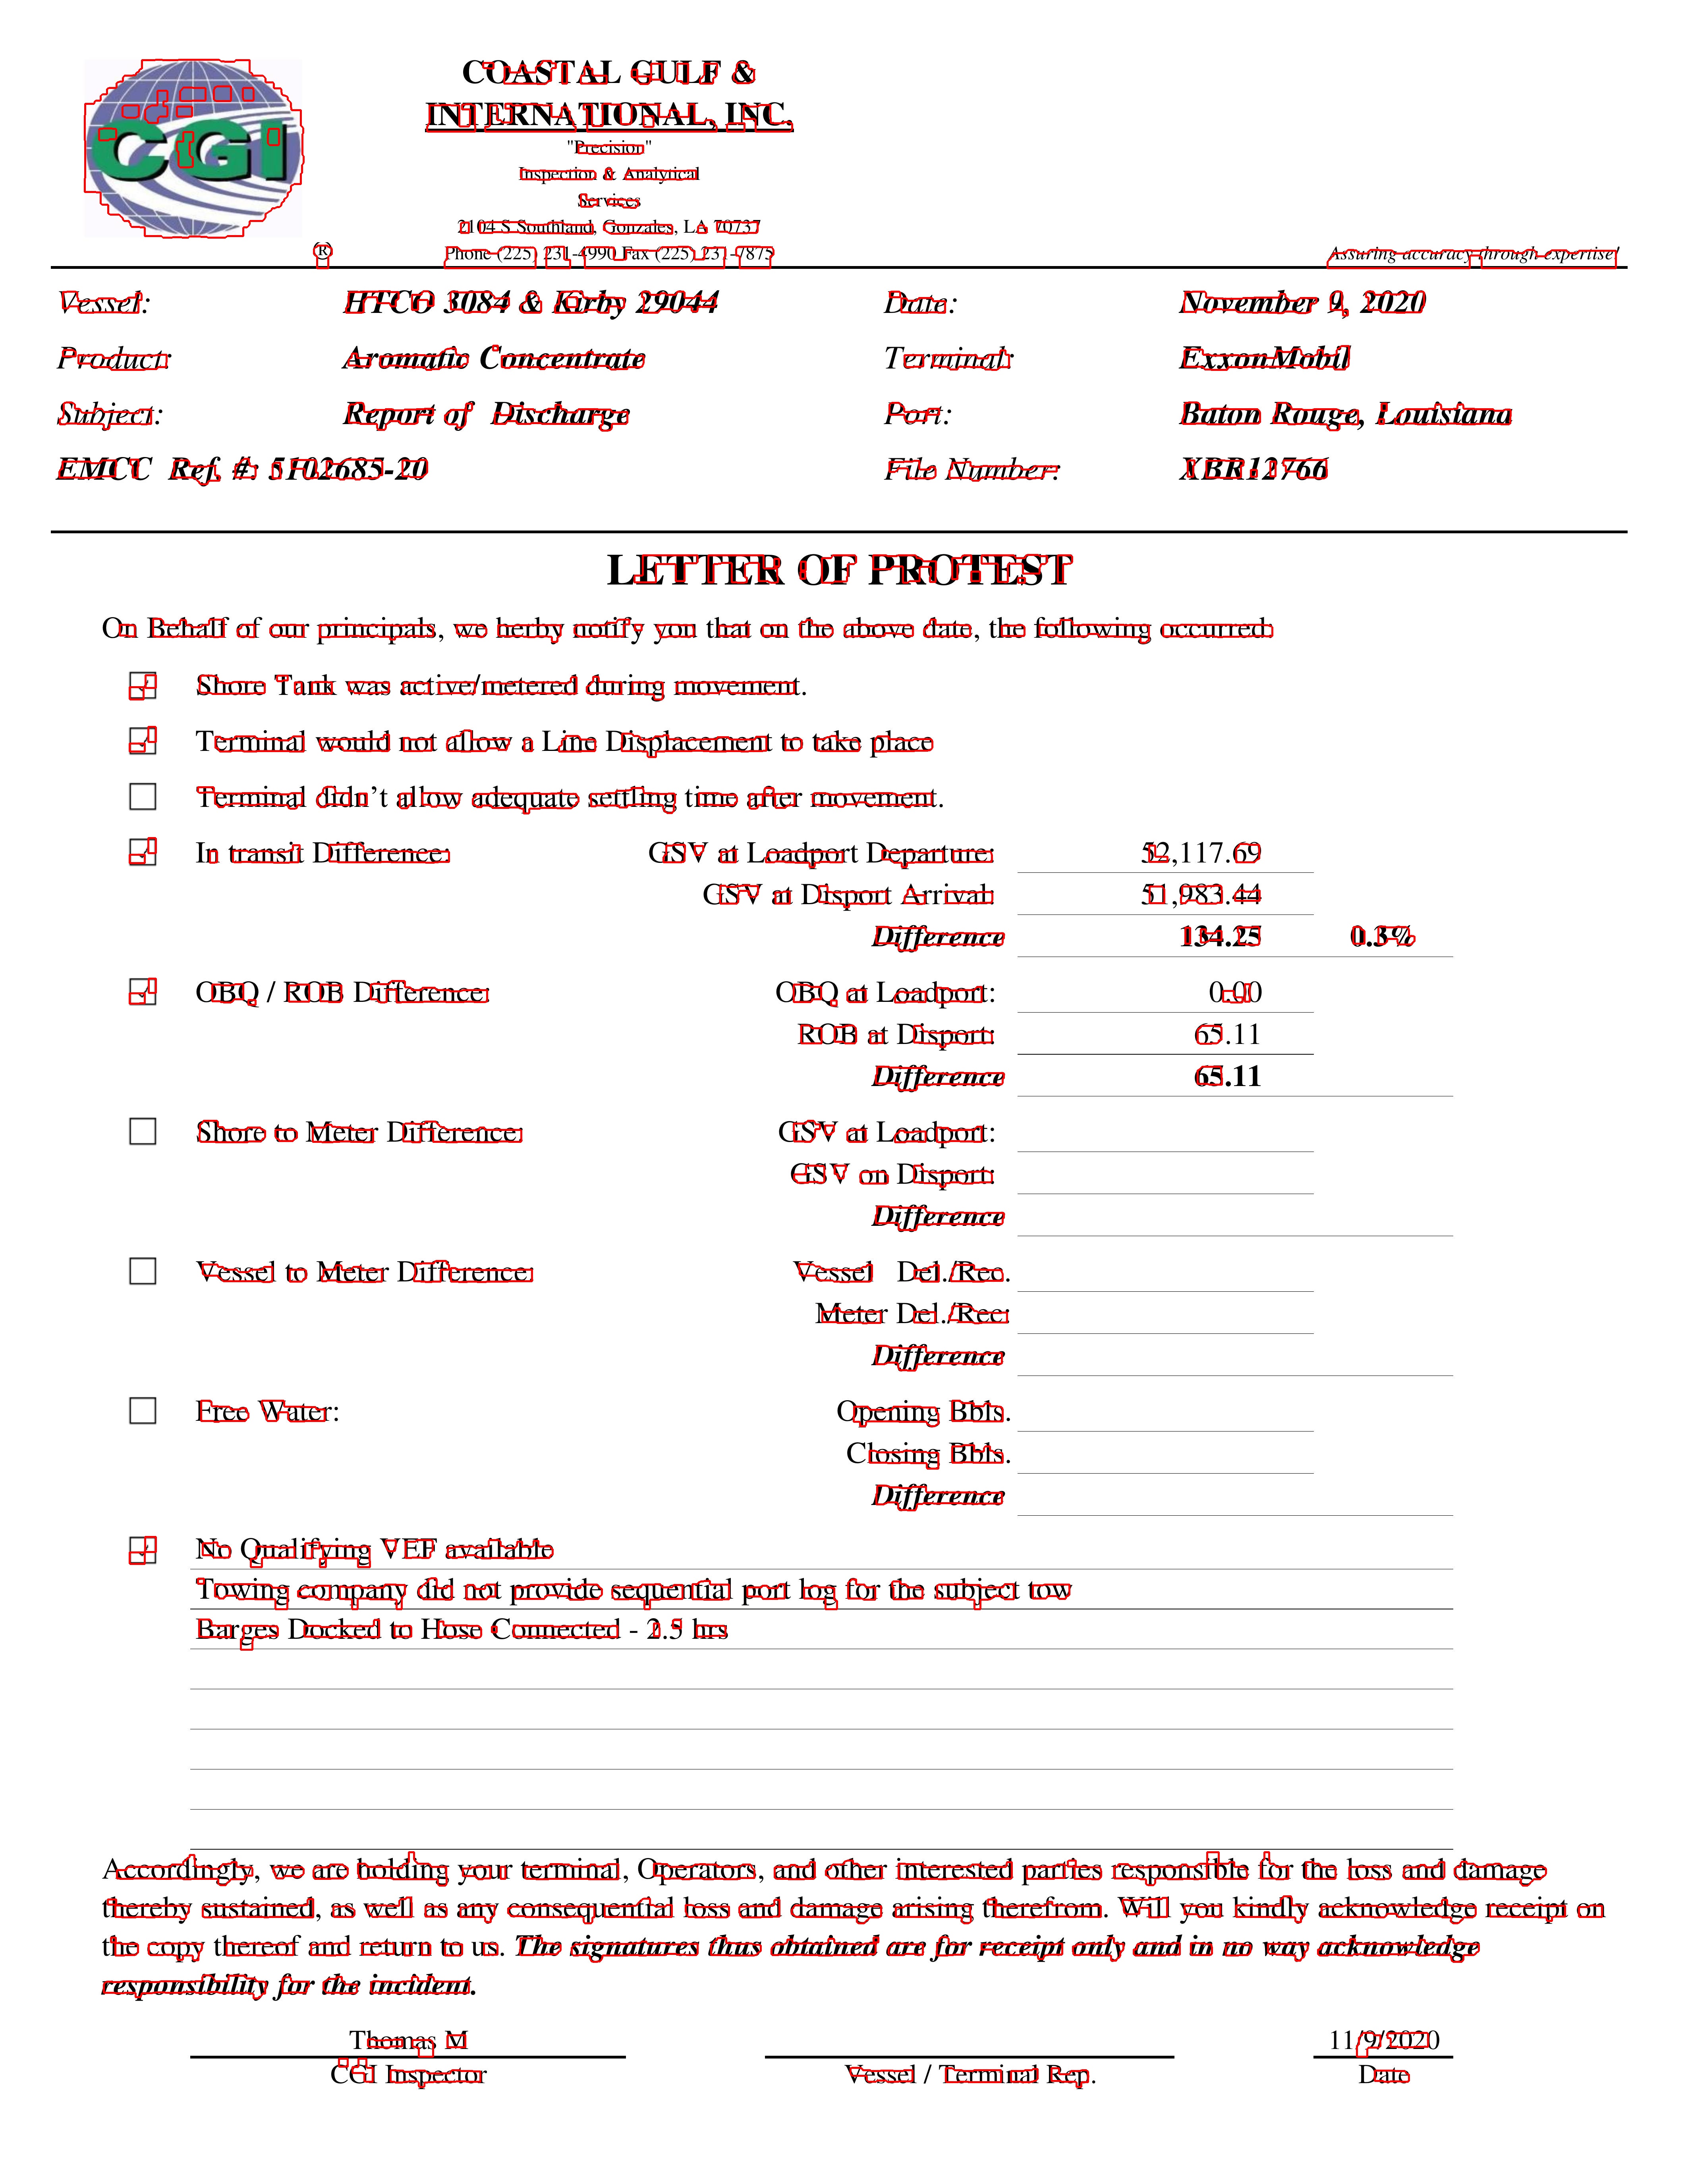 COASTAL GULF &
INTERNATIONAL, INC.
"Precision"
Inspection & Analytical
Services
2104 S Southland, Gonzales, LA 70737
Phone (225) 231-4990 Fax (225) 231-7875
CGI
®
Assuring accuracy through expertise!
Vessel: HTCO 3084 & Kirby 29044 Date: November 9, 2020
Product: Aromatic Concentrate Terminal: ExxonMobil
Subject: Report of Discharge Port: Baton Rouge, Louisiana
EMCC Ref. #: 5102685-20 File Number: XBR12766
LETTER OF PROTEST
On Behalf of our principals, we herby notify you that on the above date, the following occurred:
Shore Tank was active/metered during movement.
Terminal would not allow a Line Displacement to take place
Terminal didn't allow adequate settling time after movement.
In transit Difference: GSV at Loadport Departure: 52,117.69
GSV at Disport Arrival: 51,983.44
Difference 134.25 0.3%
OBQ / ROB Difference: OBQ at Loadport: 0.00
ROB at Disport: 65.11
Difference 65.11
Shore to Meter Difference: GSV at Loadport:
GSV on Disport:
Difference
Vessel to Meter Difference: Vessel Del./Rec.
Meter Del./Rec:
Difference
Free Water: Opening Bbls.
Closing Bbls.
Difference
No Qualifying VEF available
Towing company did not provide sequential port log for the subject tow
Barges Docked to Hose Connected - 2.5 hrs
Accordingly, we are holding your terminal, Operators, and other interested parties responsible for the loss and damage
thereby sustained, as well as any consequential loss and damage arising therefrom. Will you kindly acknowledge receipt on
the copy thereof and return to us. The signatures thus obtained are for receipt only and in no way acknowledge
responsibility for the incident.
Thomas M 11/9/2020
CGI Inspector Vessel / Terminal Rep. Date